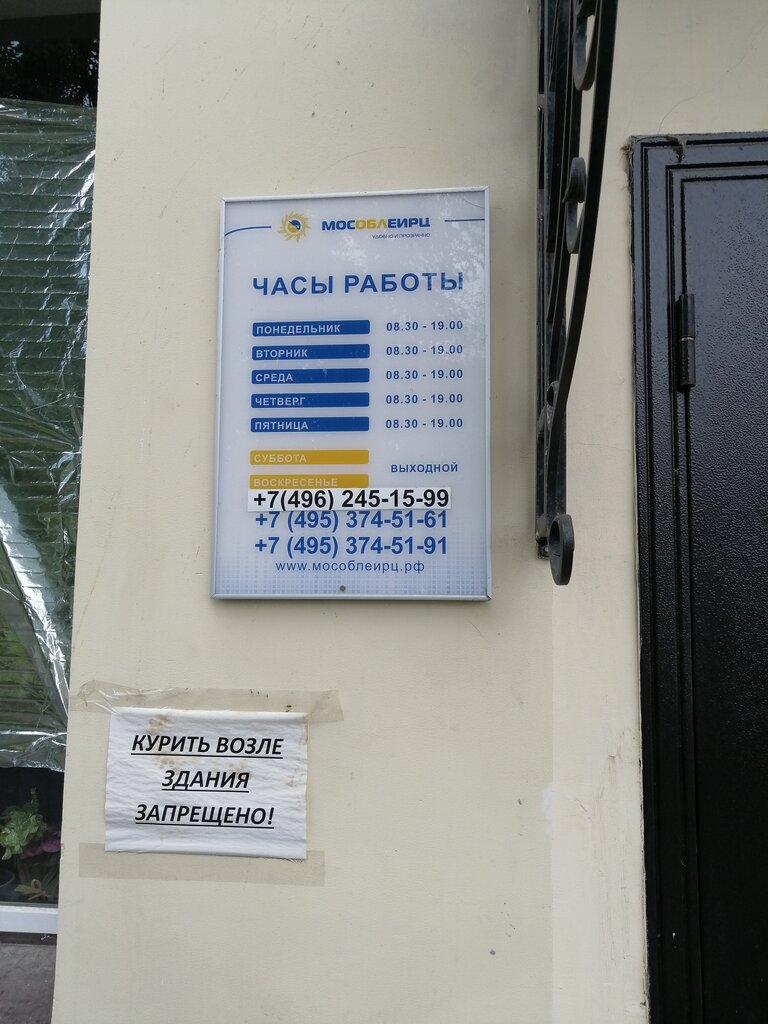 МОСОБЛЕИРЦ
УДОБНО И ПРОЗРАЧНО
ЧАСЫ РАБОТЫ
ПОНЕДЕЛЬНИК 08.30 - 19.00
ВТОРНИК 08.30 - 19.00
СРЕДА 08.30 - 19.00
ЧЕТВЕРГ 08.30 - 19.00
ПЯТНИЦА 08.30 - 19.00
СУББОТА
ВЫХОДНОЙ
ВОСКРЕСЕНЬЕ
+7(496) 245-15-99
+7 (495) 374-51-61
+7 (495) 374-51-91
www.мособлеирц.рф
КУРИТЬ ВОЗЛЕ
ЗДАНИЯ
ЗАПРЕЩЕНО!